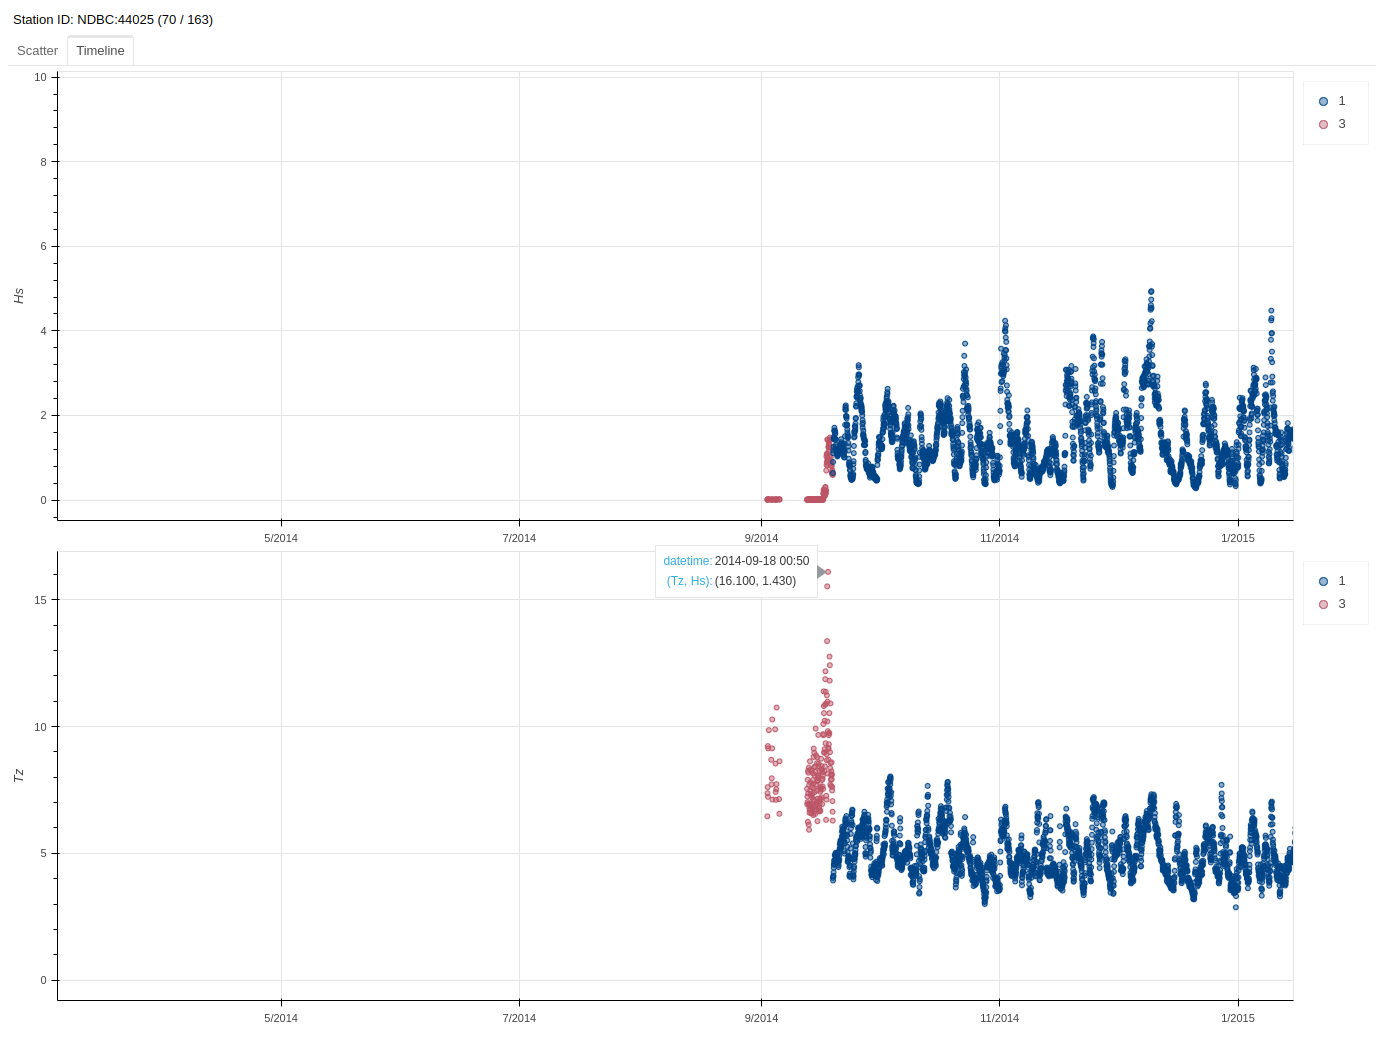 Station ID: NDBC:44025 (70 / 163)
Scatter Timeline
10
8
6
4
2
0
Hs
5/2014 7/2014 9/2014 11/2014 1/2015
1
3
datetime: 2014-09-18 00:50
(Tz, Hs): (16.100, 1.430)
15
10
5
0
Tz
5/2014 7/2014 9/2014 11/2014 1/2015
1
3